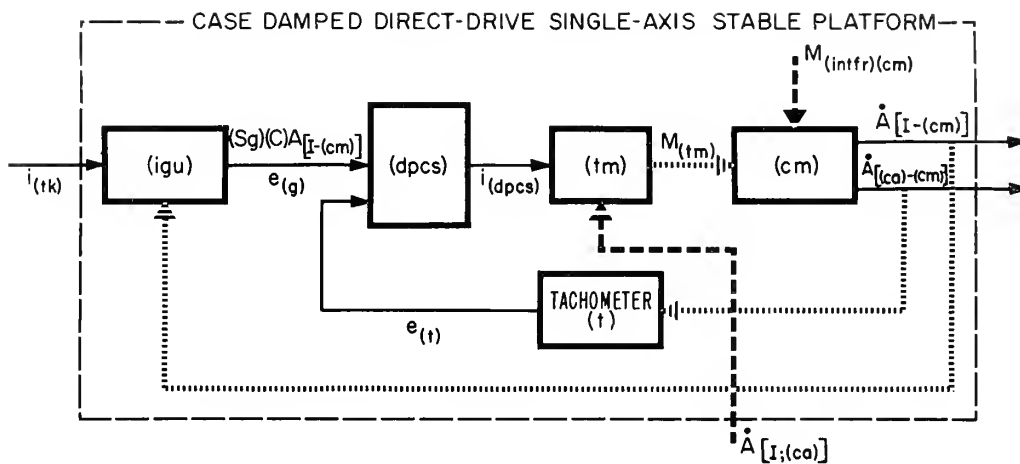 CASE DAMPED DIRECT-DRIVE SINGLE-AXIS STABLE PLATFORM
M(intfr)(cm)
(Sg)(C)A[I-(cm)]
Ȧ[I-(cm)]
(igu)
(dpcs)
(tm)
M(tm)
(cm)
Ȧ[(ca)-(cm)]
i(tk)
e(g)
i(dpcs)
TACHOMETER
(t)
e(t)
Ȧ[I;(ca)]